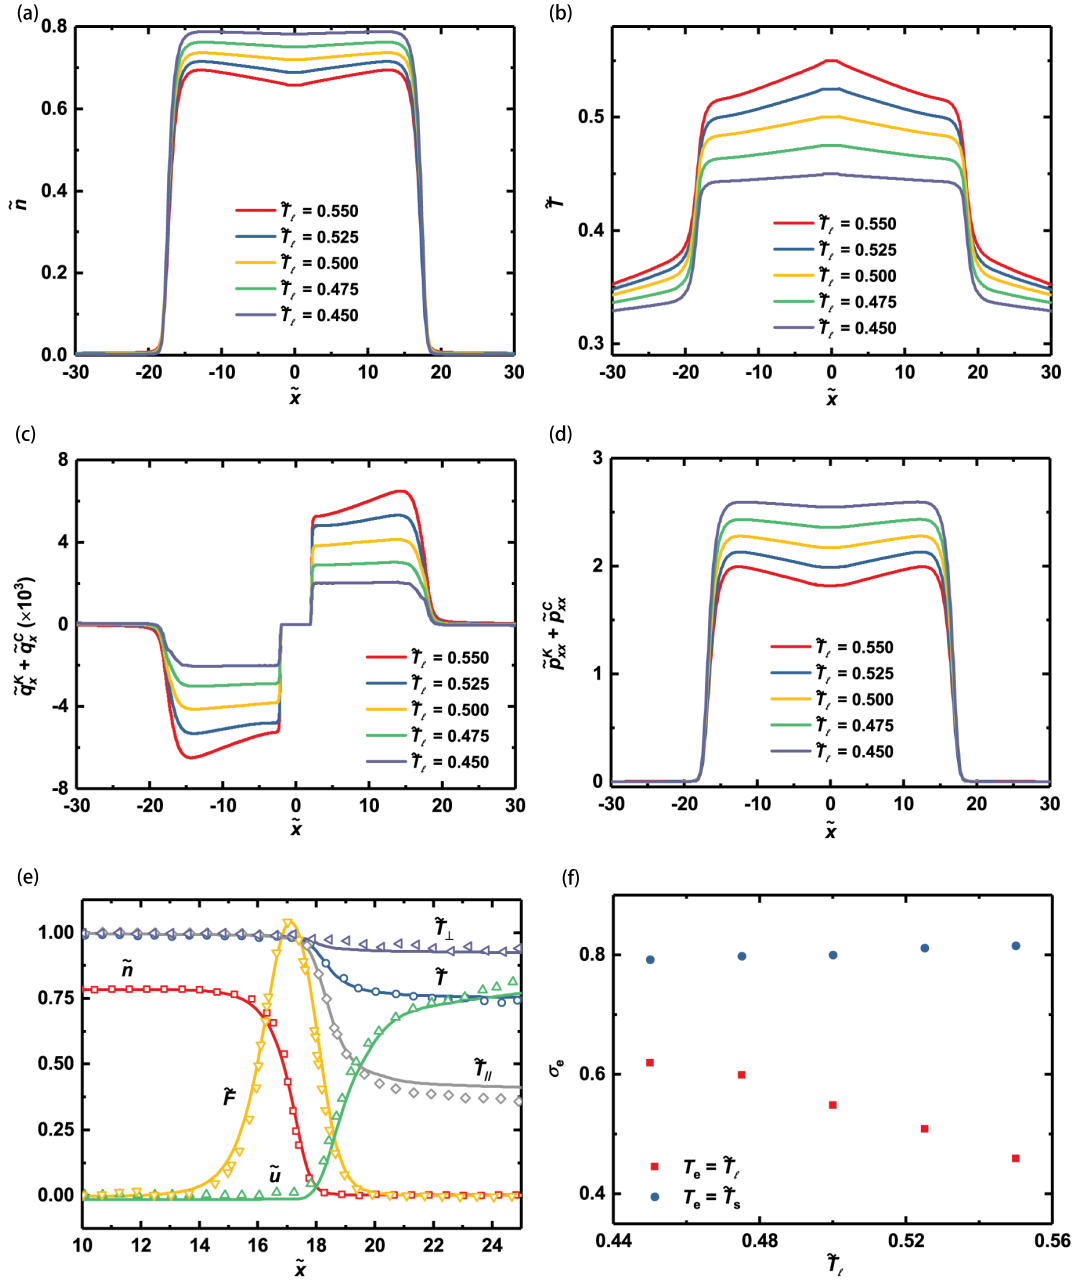 (a)
0.8
0.6
0.4
0.2
0.0
ñ
T̃ℓ = 0.550
T̃ℓ = 0.525
T̃ℓ = 0.500
T̃ℓ = 0.475
T̃ℓ = 0.450
-30 -20 -10 0 10 20 30
x̃
(b)
0.5
0.4
0.3
T̃
T̃ℓ = 0.550
T̃ℓ = 0.525
T̃ℓ = 0.500
T̃ℓ = 0.475
T̃ℓ = 0.450
-30 -20 -10 0 10 20 30
x̃
(c)
8
4
0
-4
-8
q̃xK + q̃xC (×10³)
T̃ℓ = 0.550
T̃ℓ = 0.525
T̃ℓ = 0.500
T̃ℓ = 0.475
T̃ℓ = 0.450
-30 -20 -10 0 10 20 30
x̃
(d)
3
2
1
0
p̃xxK + p̃xxC
T̃ℓ = 0.550
T̃ℓ = 0.525
T̃ℓ = 0.500
T̃ℓ = 0.475
T̃ℓ = 0.450
-30 -20 -10 0 10 20 30
x̃
(e)
1.00
0.75
0.50
0.25
0.00
T̃⊥
ñ
T̃
T̃//
F̃
ũ
10 12 14 16 18 20 22 24
x̃
(f)
0.8
0.6
0.4
σe
Te = T̃ℓ
Te = T̃s
0.44 0.48 0.52 0.56
T̃ℓ